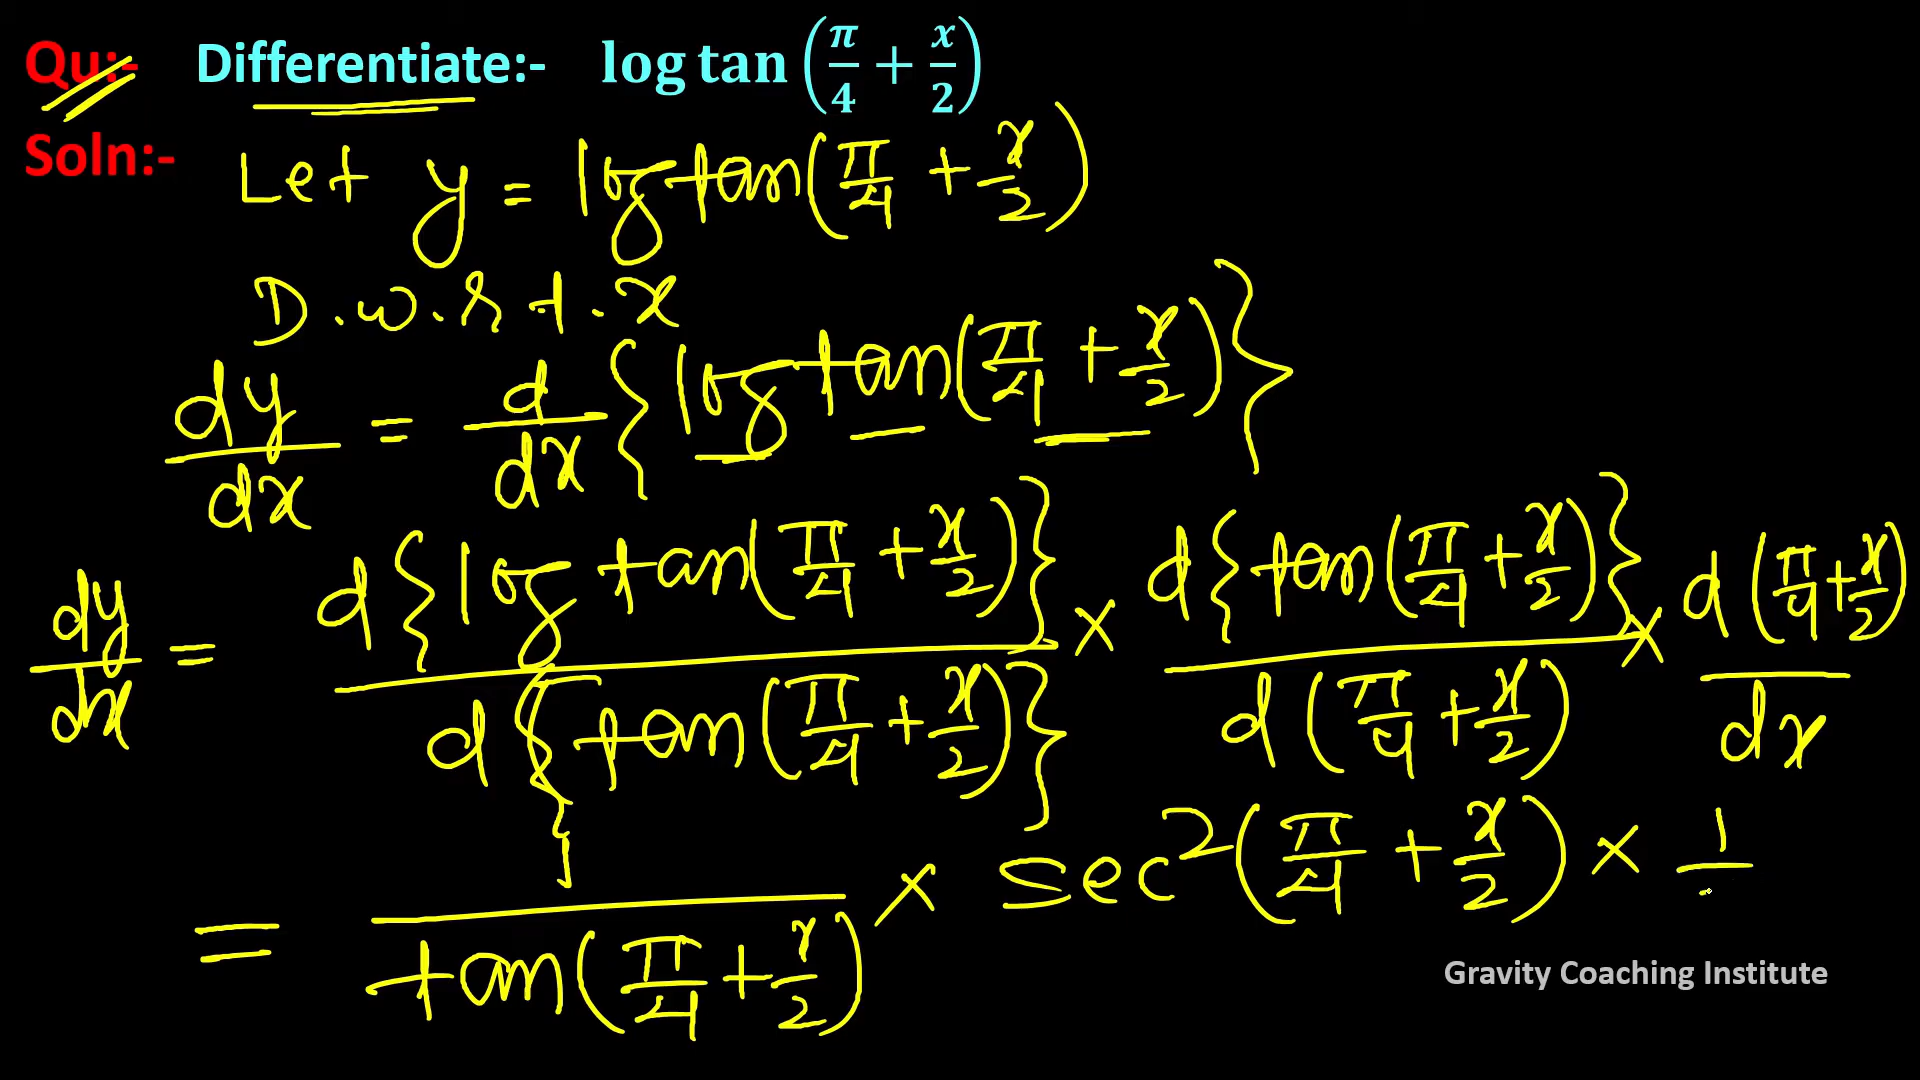 Qu:- Differentiate:- log tan (π/4 + x/2)
Soln:- Let y = log tan(π/4 + x/2)
D.w.r.t.x
dy/dx = d/dx {log tan(π/4 + x/2)}
dy/dx = d{log tan(π/4 + x/2)}/d{tan(π/4 + x/2)} × d{tan(π/4 + x/2)}/d(π/4 + x/2) × d(π/4 + x/2)/dx
= 1/tan(π/4 + x/2) × sec²(π/4 + x/2) × 1/
Gravity Coaching Institute